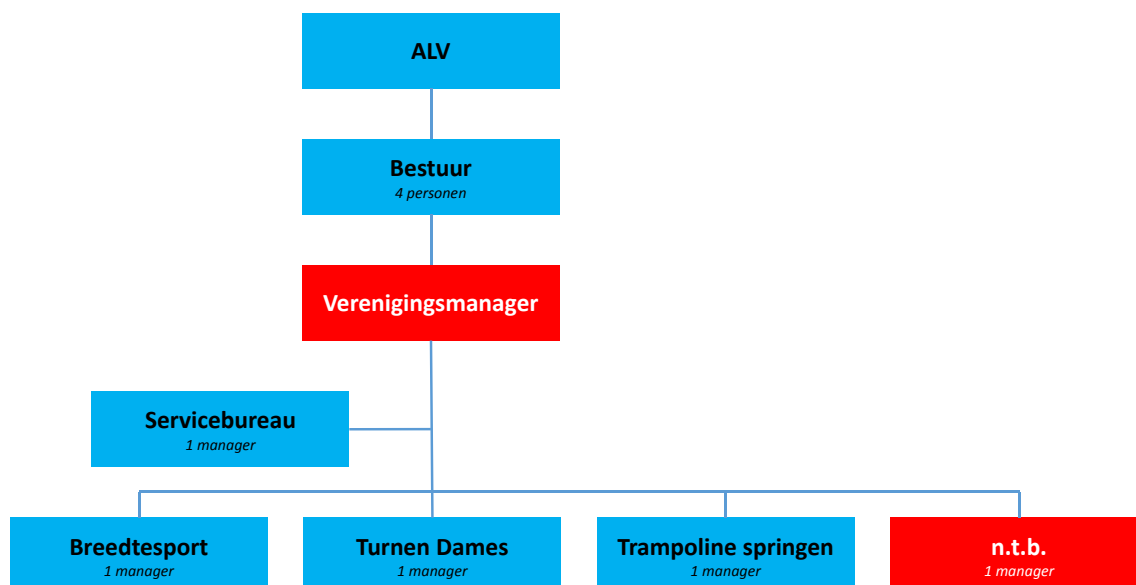 ALV
Bestuur
4 personen
Verenigingsmanager
Servicebureau
1 manager
Breedtesport
1 manager
Turnen Dames
1 manager
Trampoline springen
1 manager
n.t.b.
1 manager